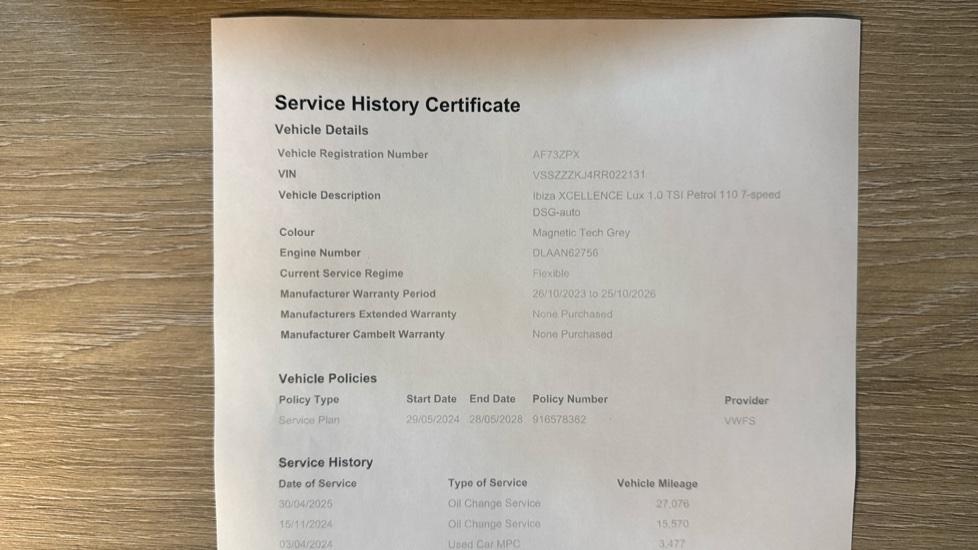 Service History Certificate
Vehicle Details
Vehicle Registration Number AF73ZPX
VIN VSSZZZKJ4RR022131
Vehicle Description Ibiza XCELLENCE Lux 1.0 TSI Petrol 110 7-speed
DSG-auto
Colour Magnetic Tech Grey
Engine Number DLAAN62756
Current Service Regime Flexible
Manufacturer Warranty Period 26/10/2023 to 25/10/2026
Manufacturers Extended Warranty None Purchased
Manufacturer Cambelt Warranty None Purchased
Vehicle Policies
Policy Type Start Date End Date Policy Number Provider
Service Plan 29/05/2024 28/05/2028 916578362 VWFS
Service History
Date of Service Type of Service Vehicle Mileage
30/04/2025 Oil Change Service 27,076
15/11/2024 Oil Change Service 15,570
03/04/2024 Used Car MPC 3,477